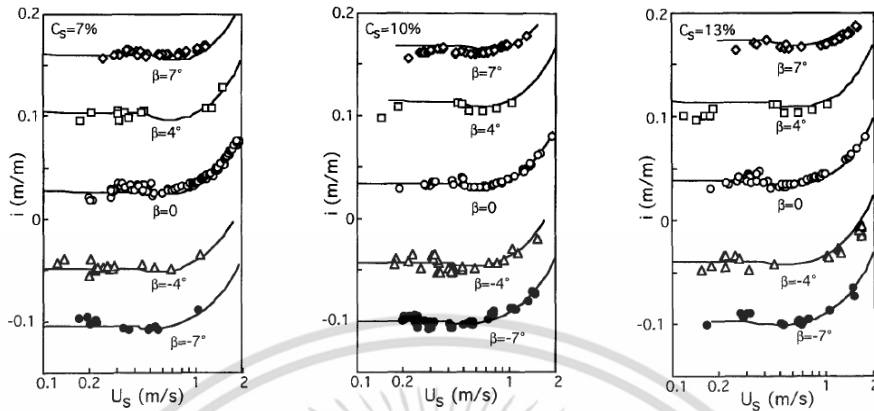 0.2
C_S=7%
β=7°
0.1
β=4°
i (m/m)
β=0
0
β=-4°
-0.1
β=-7°
0.1 0.2 1 2
U_S (m/s)
0.2
C_S=10%
β=7°
0.1
β=4°
i (m/m)
β=0
0
β=-4°
-0.1
β=-7°
0.1 0.2 1 2
U_S (m/s)
0.2
C_S=13%
β=7°
0.1
β=4°
i (m/m)
β=0
0
β=-4°
-0.1
β=-7°
0.1 0.2 1 2
U_S (m/s)